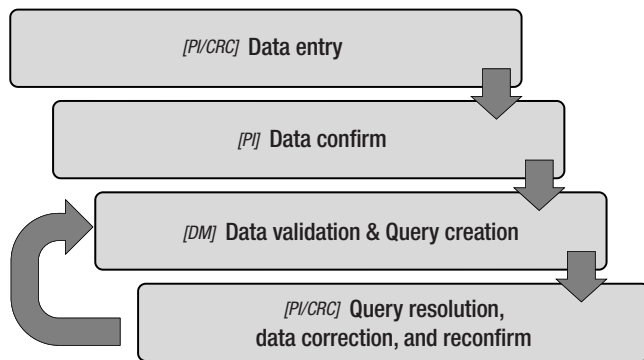 [PI/CRC] Data entry
[PI] Data confirm
[DM] Data validation & Query creation
[PI/CRC] Query resolution,
data correction, and reconfirm